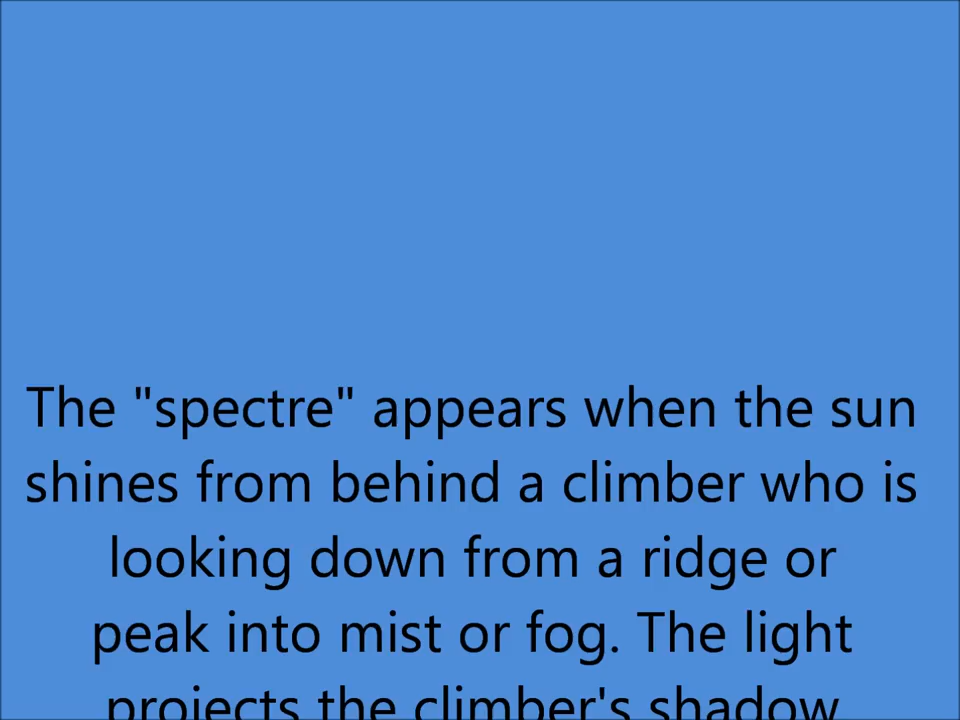 The "spectre" appears when the sun
shines from behind a climber who is
looking down from a ridge or
peak into mist or fog. The light
projects the climber's shadow